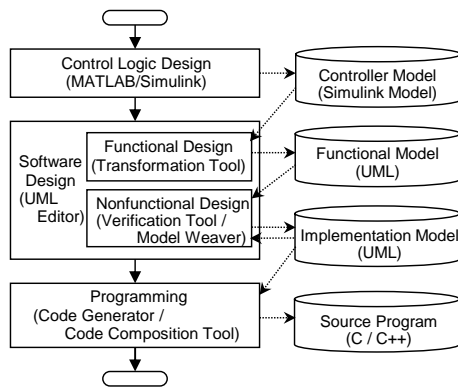 Control Logic Design
(MATLAB/Simulink)
Controller Model
(Simulink Model)
Software
Design
(UML
Editor)
Functional Design
(Transformation Tool)
Functional Model
(UML)
Nonfunctional Design
(Verification Tool /
Model Weaver)
Implementation Model
(UML)
Programming
(Code Generator /
Code Composition Tool)
Source Program
(C / C++)